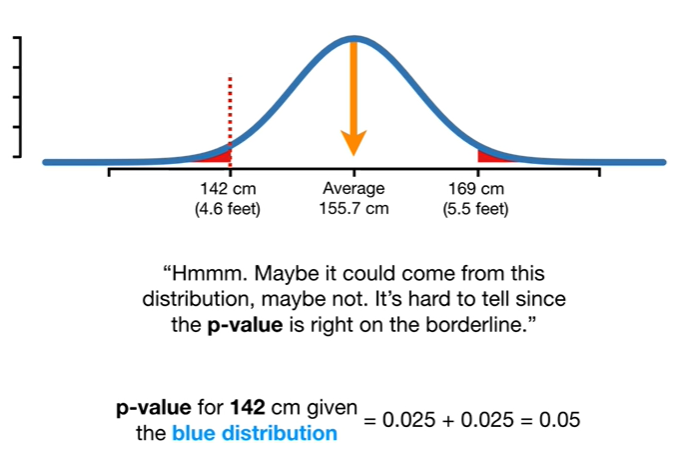 142 cm
(4.6 feet)
Average
155.7 cm
169 cm
(5.5 feet)
“Hmmm. Maybe it could come from this
distribution, maybe not. It’s hard to tell since
the p-value is right on the borderline.”
p-value for 142 cm given
the blue distribution
= 0.025 + 0.025 = 0.05